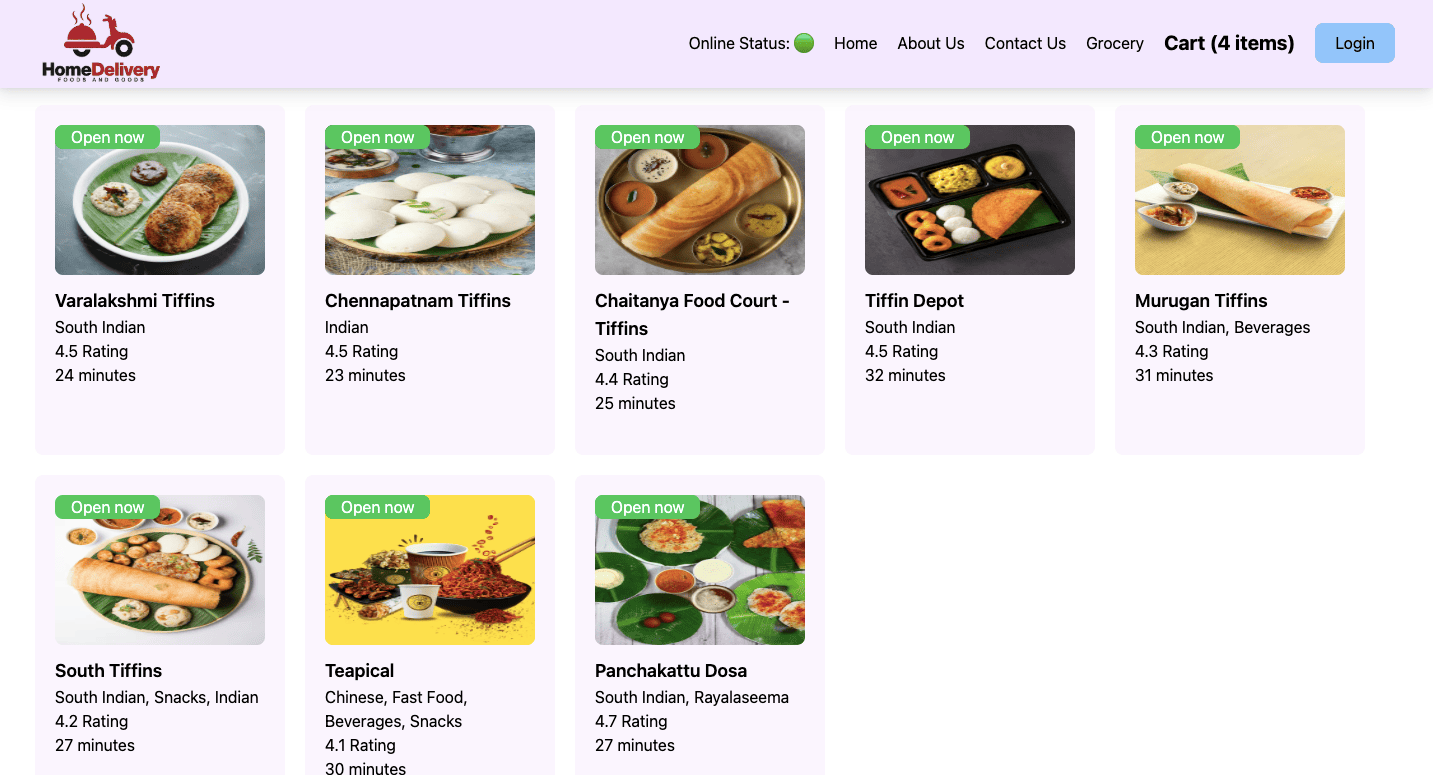 HomeDelivery
FOODS AND GOODS
Online Status: Home About Us Contact Us Grocery Cart (4 items) Login
Open now
Varalakshmi Tiffins
South Indian
4.5 Rating
24 minutes
Open now
Chennapatnam Tiffins
Indian
4.5 Rating
23 minutes
Open now
Chaitanya Food Court -
Tiffins
South Indian
4.4 Rating
25 minutes
Open now
Tiffin Depot
South Indian
4.5 Rating
32 minutes
Open now
Murugan Tiffins
South Indian, Beverages
4.3 Rating
31 minutes
Open now
South Tiffins
South Indian, Snacks, Indian
4.2 Rating
27 minutes
Open now
Teapical
Chinese, Fast Food,
Beverages, Snacks
4.1 Rating
30 minutes
Open now
Panchakattu Dosa
South Indian, Rayalaseema
4.7 Rating
27 minutes